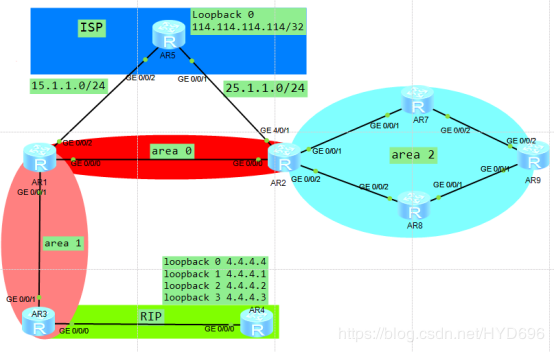 ISP
Loopback 0
114.114.114.114/32
R
AR5
GE 0/0/2
GE 0/0/1
15.1.1.0/24
25.1.1.0/24
GE 0/0/2
GE 4/0/1
R
AR7
GE 0/0/1
GE 0/0/2
R
AR1
GE 0/0/0
area 0
GE 0/0/0
R
AR2
GE 0/0/1
GE 0/0/2
area 2
GE 0/0/2
R
AR9
GE 0/0/1
GE 0/0/1
GE 0/0/2
GE 0/0/1
R
AR8
area 1
loopback 0 4.4.4.4
loopback 1 4.4.4.1
loopback 2 4.4.4.2
loopback 3 4.4.4.3
GE 0/0/1
AR3
R
GE 0/0/0
RIP
GE 0/0/0
AR4
R
https://blog.csdn.net/HYD696